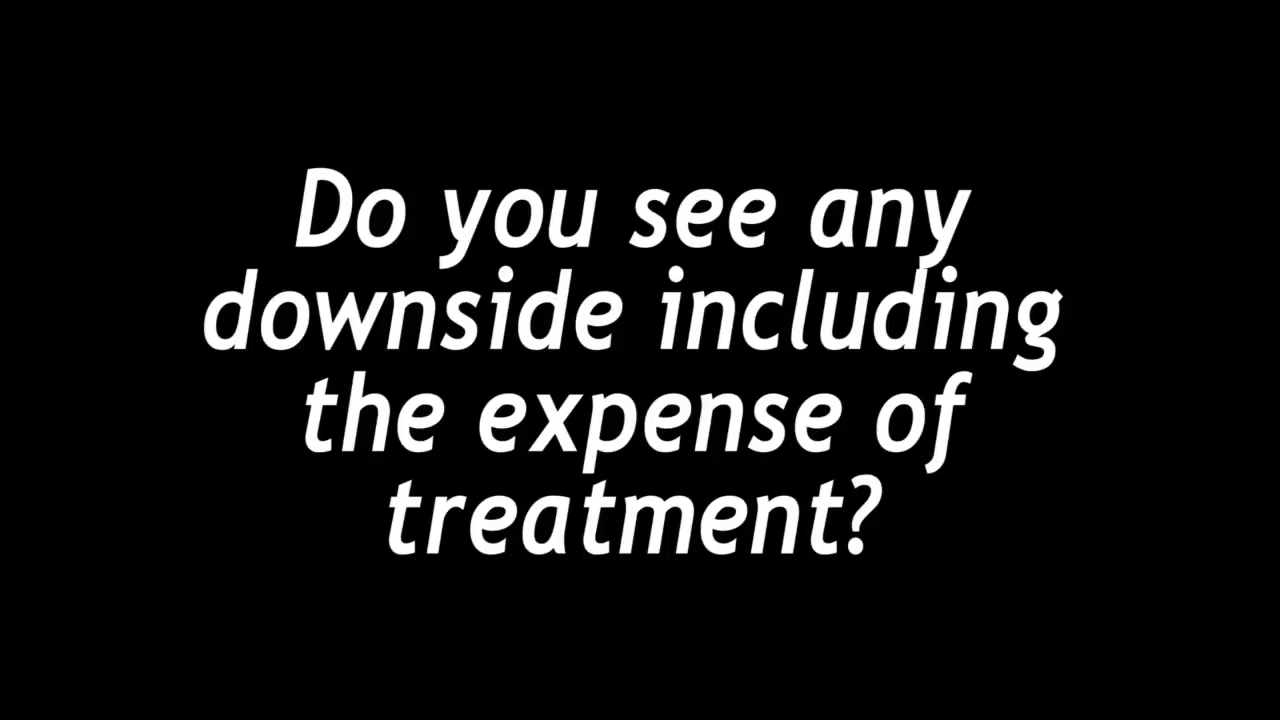 Do you see any
downside including
the expense of
treatment?